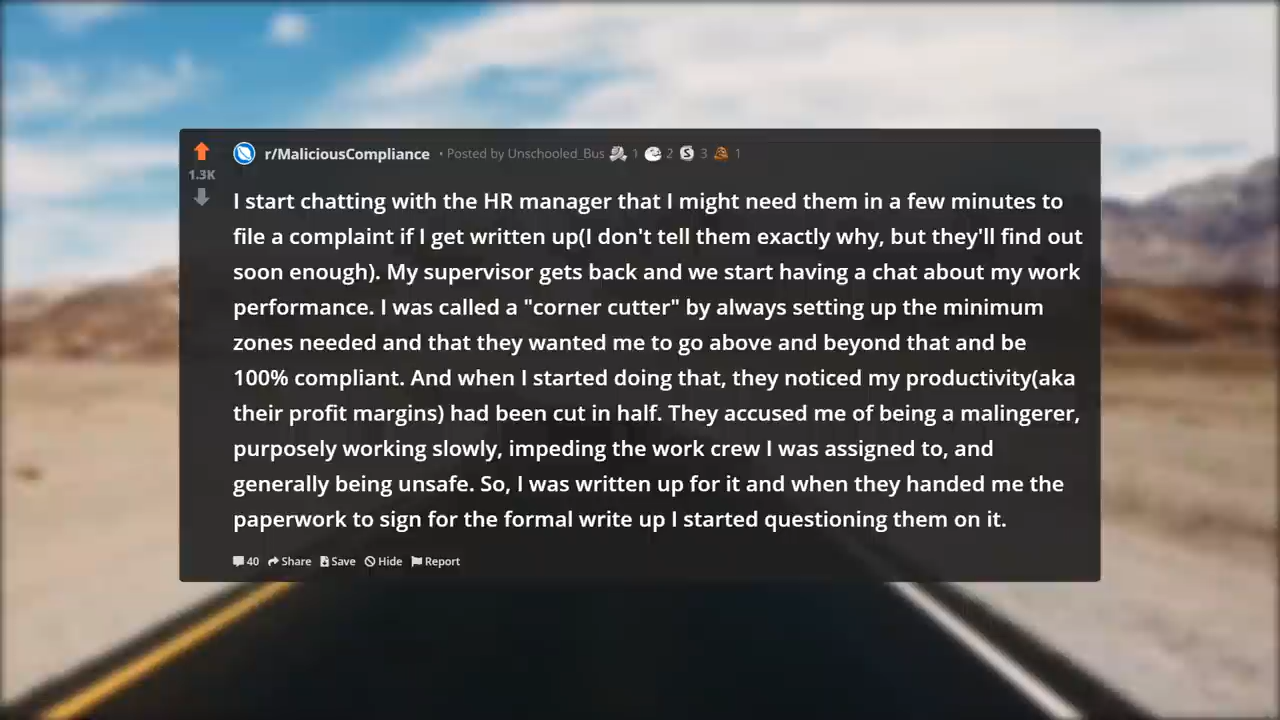 r/MaliciousCompliance • Posted by Unschooled_Bus 1 2 3 1
1.3K
I start chatting with the HR manager that I might need them in a few minutes to
file a complaint if I get written up(I don't tell them exactly why, but they'll find out
soon enough). My supervisor gets back and we start having a chat about my work
performance. I was called a "corner cutter" by always setting up the minimum
zones needed and that they wanted me to go above and beyond that and be
100% compliant. And when I started doing that, they noticed my productivity(aka
their profit margins) had been cut in half. They accused me of being a malingerer,
purposely working slowly, impeding the work crew I was assigned to, and
generally being unsafe. So, I was written up for it and when they handed me the
paperwork to sign for the formal write up I started questioning them on it.
40 Share Save Hide Report